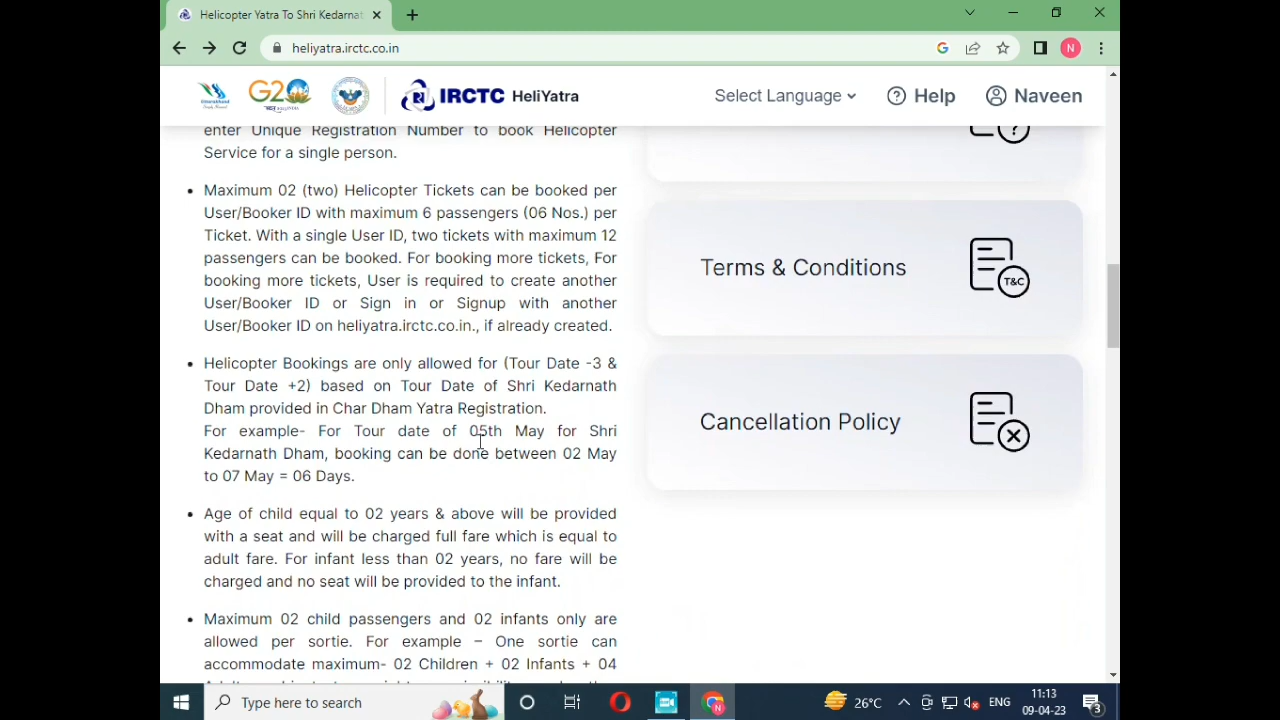 Helicopter Yatra To Shri Kedarnat
heliyatra.irctc.co.in
G20
IRCTC HeliYatra
Select Language
Help
Naveen
enter Unique Registration Number to book Helicopter
Service for a single person.
Maximum 02 (two) Helicopter Tickets can be booked per
User/Booker ID with maximum 6 passengers (06 Nos.) per
Ticket. With a single User ID, two tickets with maximum 12
passengers can be booked. For booking more tickets, For
booking more tickets, User is required to create another
User/Booker ID or Sign in or Signup with another
User/Booker ID on heliyatra.irctc.co.in., if already created.
Helicopter Bookings are only allowed for (Tour Date -3 &
Tour Date +2) based on Tour Date of Shri Kedarnath
Dham provided in Char Dham Yatra Registration.
For example- For Tour date of 05th May for Shri
Kedarnath Dham, booking can be done between 02 May
to 07 May = 06 Days.
Age of child equal to 02 years & above will be provided
with a seat and will be charged full fare which is equal to
adult fare. For infant less than 02 years, no fare will be
charged and no seat will be provided to the infant.
Maximum 02 child passengers and 02 infants only are
allowed per sortie. For example – One sortie can
accommodate maximum- 02 Children + 02 Infants + 04
Terms & Conditions
T&C
Cancellation Policy
Type here to search
26°C
ENG
11:13
09-04-23
3
N